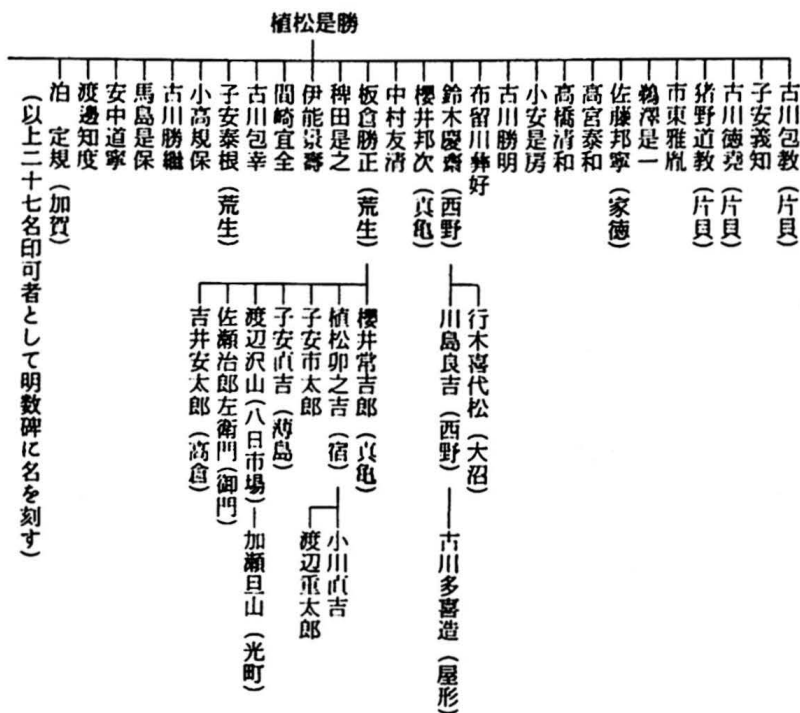 植松是勝
古川包教（片貝）
子安義知
古川徳堯（片貝）
猪野道教（片貝）
市東雅胤
鵜澤是一
佐藤邦寧（家徳）
高宮泰和
高橋清和
小安是房
古川勝明
布留川彝好
鈴木慶齋（西野）
櫻井邦次（真亀）
中村友清
板倉勝正（荒生）
稗田是之
伊能景壽
間崎宜全
古川包幸
子安泰根（荒生）
小高規保
古川勝繼
馬島是保
安中道寧
渡邊知度
泊　定規（加賀）
（以上二十七名印可者として明数碑に名を刻す）
行木喜代松（大沼）
川島良吉（西野）
古川多喜造（屋形）
櫻井常吉郎（真亀）
植松卯之吉（宿）
小川直吉
渡辺重太郎
子安市太郎
子安直吉（薄島）
渡辺沢山（八日市場）
加瀬旦山（光町）
佐瀬治郎左衛門（御門）
吉井安太郎（高倉）